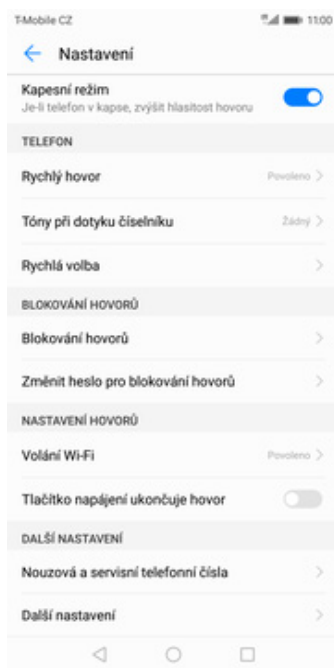 T-Mobile CZ 11:00
Nastavení
Kapesní režim
Je-li telefon v kapse, zvýšit hlasitost hovoru
TELEFON
Rychlý hovor Povoleno
Tóny při dotyku číselníku Žádný
Rychlá volba
BLOKOVÁNÍ HOVORŮ
Blokování hovorů
Změnit heslo pro blokování hovorů
NASTAVENÍ HOVORŮ
Volání Wi-Fi Povoleno
Tlačítko napájení ukončuje hovor
DALŠÍ NASTAVENÍ
Nouzová a servisní telefonní čísla
Další nastavení